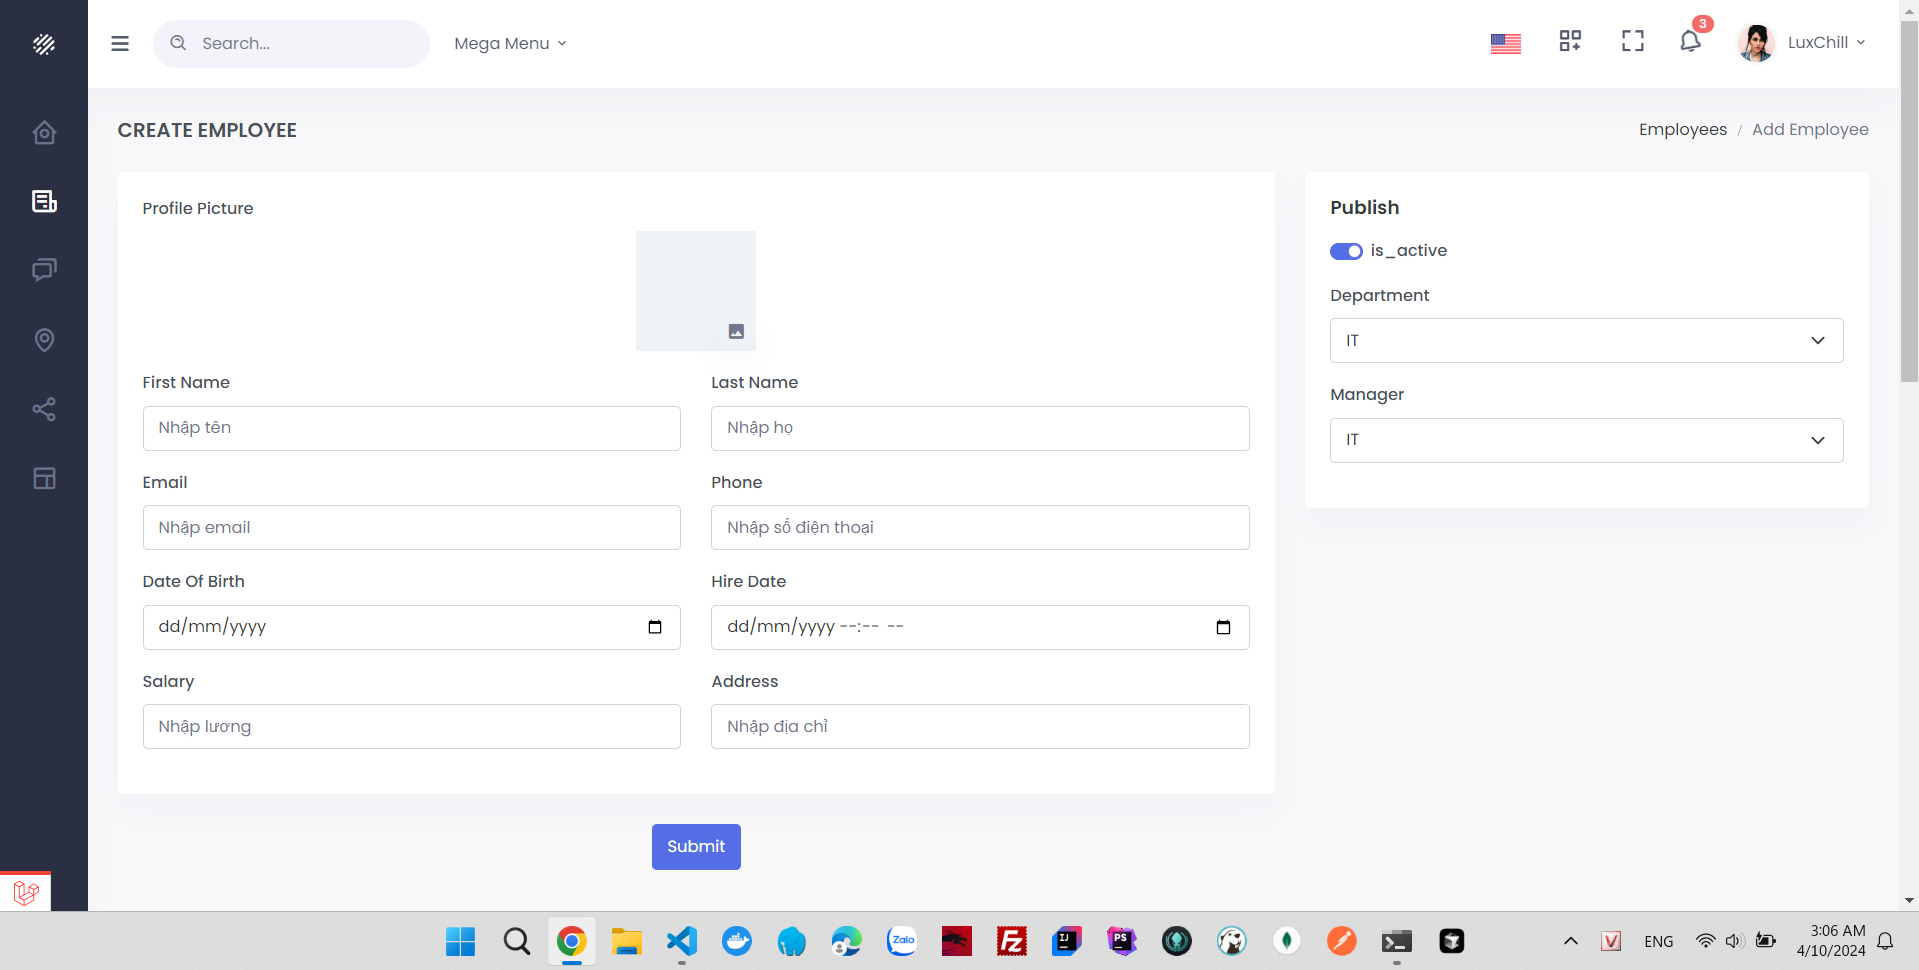 Search...
Mega Menu
3
LuxChill
CREATE EMPLOYEE
Employees / Add Employee
Profile Picture
First Name
Last Name
Nhập tên
Nhập họ
Email
Phone
Nhập email
Nhập số điện thoại
Date Of Birth
Hire Date
dd/mm/yyyy
dd/mm/yyyy --:-- --
Salary
Address
Nhập lương
Nhập địa chỉ
Submit
Publish
is_active
Department
IT
Manager
IT
Zalo
FZ
IJ
PS
V
ENG
3:06 AM
4/10/2024